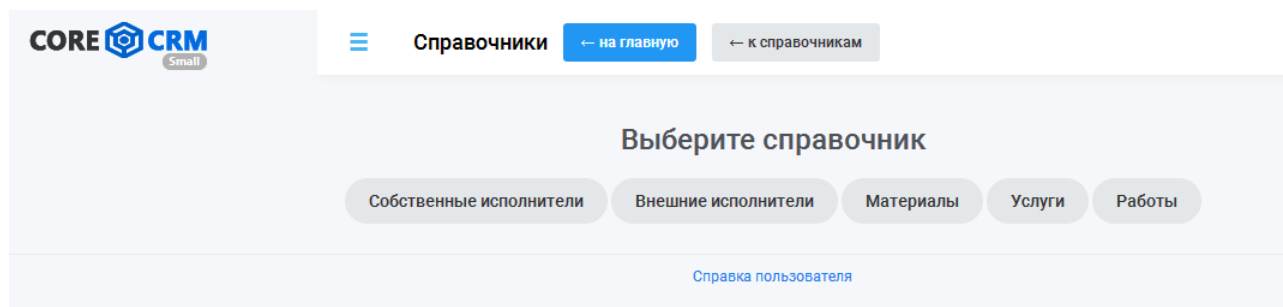 CORE CRM
Small
Справочники
← на главную
← к справочникам
Выберите справочник
Собственные исполнители
Внешние исполнители
Материалы
Услуги
Работы
Справка пользователя